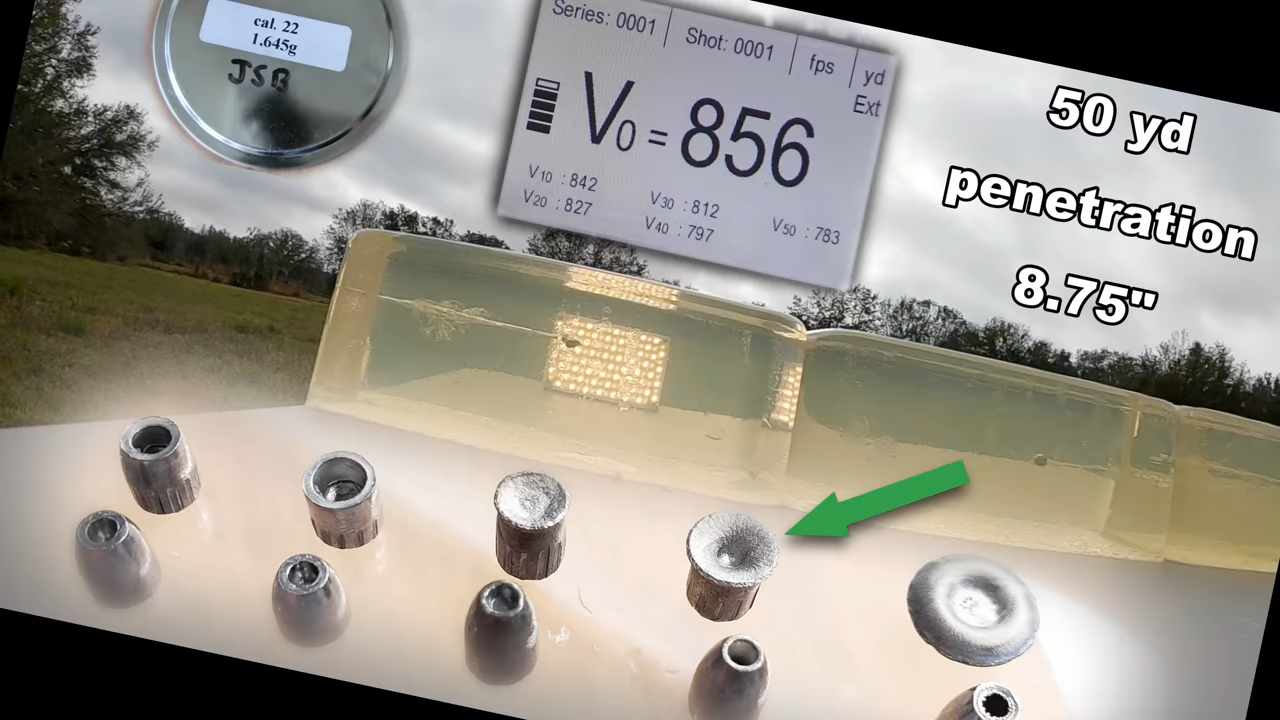 cal. 22
1.645g
JSB
Series: 0001 Shot: 0001 fps yd
Ext
V0 = 856
V10 : 842 V30 : 812 V50 : 783
V20 : 827 V40 : 797
50 yd
penetration
8.75"